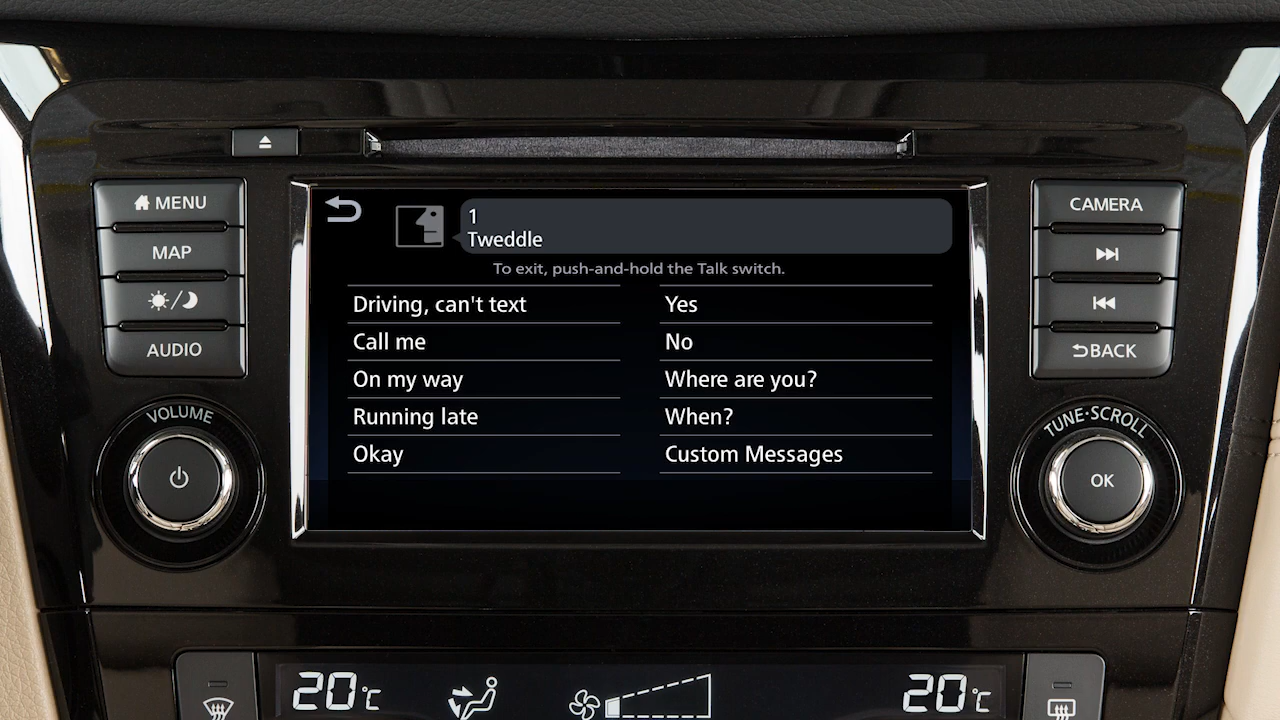 MENU
MAP
AUDIO
VOLUME
1
Tweddle
To exit, push-and-hold the Talk switch.
Driving, can't text
Yes
Call me
No
On my way
Where are you?
Running late
When?
Okay
Custom Messages
CAMERA
BACK
TUNE·SCROLL
OK
20°C
20°C